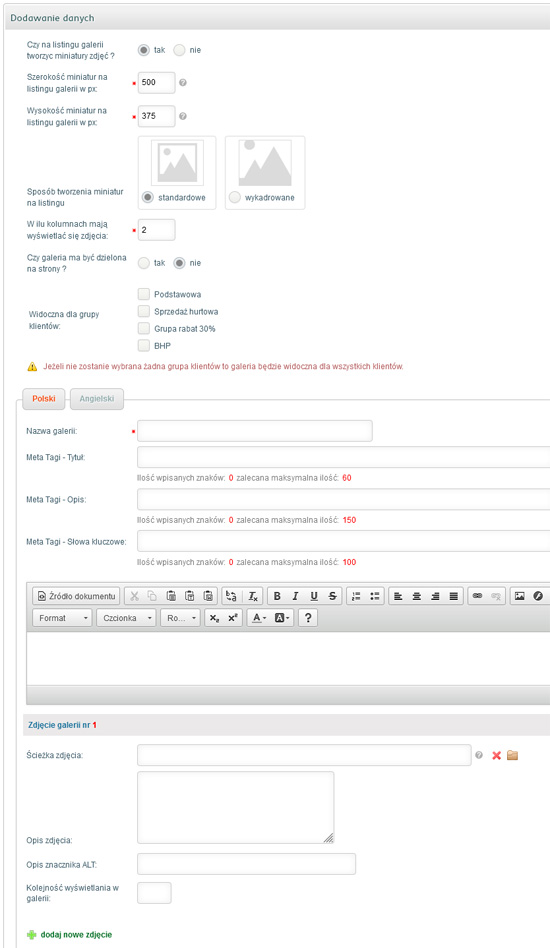 Dodawanie danych
Czy na listingu galerii
tworzyc miniatury zdjęć ?
tak
nie
Szerokość miniatur na
listingu galerii w px:
* 500
Wysokość miniatur na
listingu galerii w px:
* 375
Sposób tworzenia miniatur
na listingu
standardowe
wykadrowane
W ilu kolumnach mają
wyświetlać się zdjęcia:
* 2
Czy galeria ma być dzielona
na strony ?
tak
nie
Widoczna dla grupy
klientów:
Podstawowa
Sprzedaż hurtowa
Grupa rabat 30%
BHP
Jeżeli nie zostanie wybrana żadna grupa klientów to galeria będzie widoczna dla wszystkich klientów.
Polski
Angielski
Nazwa galerii:
*
Meta Tagi - Tytuł:
Ilość wpisanych znaków: 0 zalecana maksymalna ilość: 60
Meta Tagi - Opis:
Ilość wpisanych znaków: 0 zalecana maksymalna ilość: 150
Meta Tagi - Słowa kluczowe:
Ilość wpisanych znaków: 0 zalecana maksymalna ilość: 100
Źródło dokumentu
B I U S
Format
Czcionka
Ro...
x₂ x² A A ?
Zdjęcie galerii nr 1
Ścieżka zdjęcia:
Opis zdjęcia:
Opis znacznika ALT:
Kolejność wyświetlania w
galerii:
dodaj nowe zdjęcie